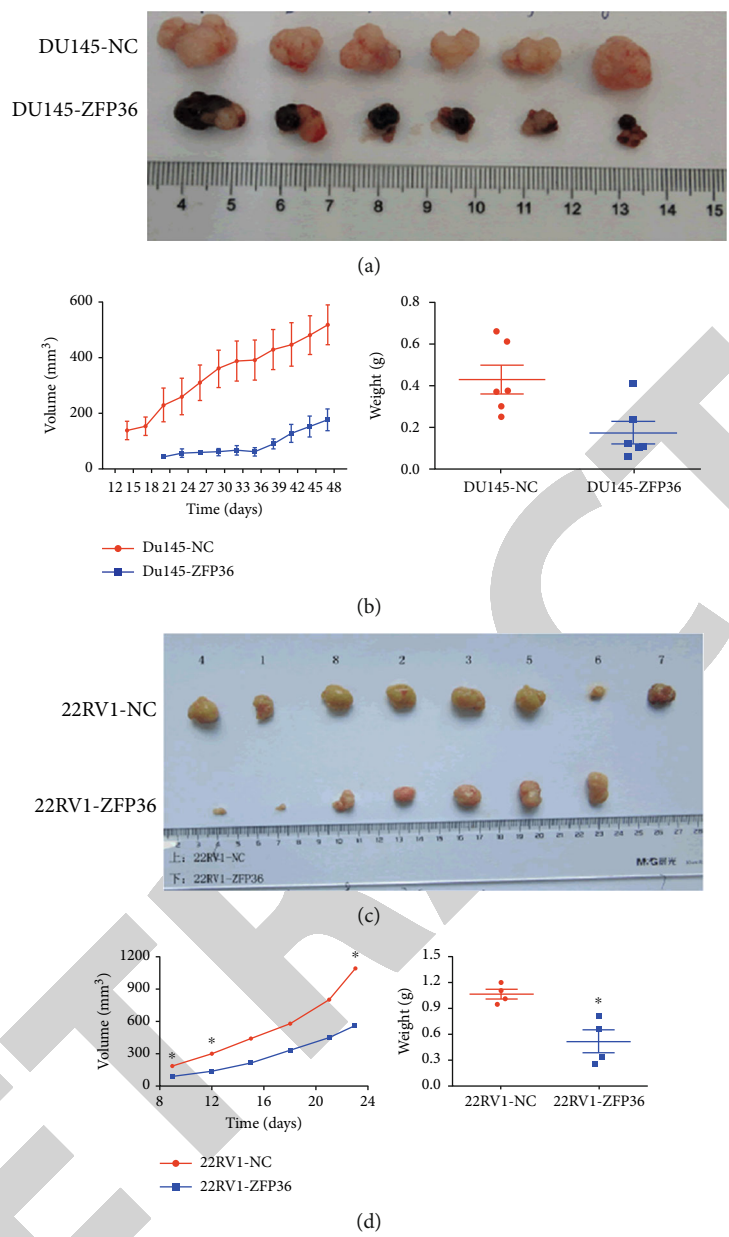 DU145-NC
DU145-ZFP36
4 5 6 7 8 9 10 11 12 13 14 15
(a)
Volume (mm³)
600
400
200
0
12 15 18 21 24 27 30 33 36 39 42 45 48
Time (days)
Du145-NC
Du145-ZFP36
Weight (g)
0.8
0.6
0.4
0.2
0.0
DU145-NC DU145-ZFP36
(b)
4 1 8 2 3 5 6 7
22RV1-NC
22RV1-ZFP36
上: 22RV1-NC
下: 22RV1-ZFP36
M&G 晨光
(c)
Volume (mm³)
1200
900
600
300
0
8 12 16 20 24
Time (days)
* * *
22RV1-NC
22RV1-ZFP36
Weight (g)
1.5
1.2
0.9
0.6
0.3
0.0
*
22RV1-NC 22RV1-ZFP36
(d)